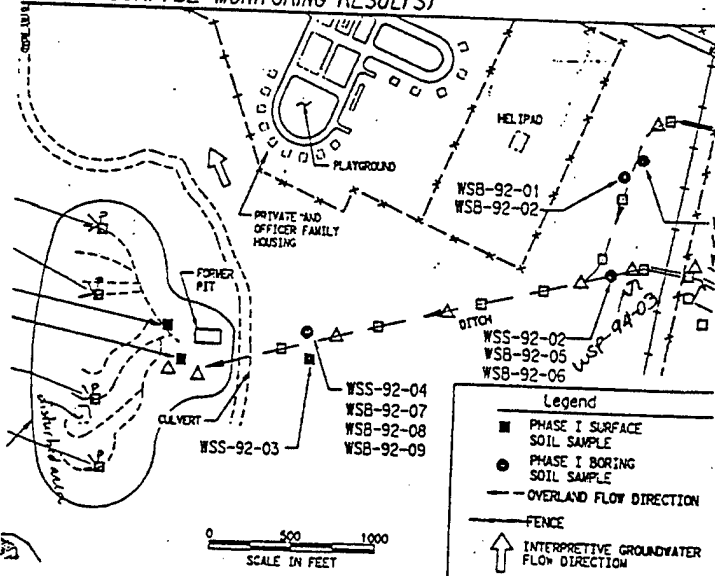 MONITORING RESULTS)
HELIPAD
PLAYGROUND
WSB-92-01
WSB-92-02
PRIVATE AND
OFFICER FAMILY
HOUSING
FORMER
PIT
DITCH
WSS-92-02
WSB-92-05
WSB-92-06
WSP-94-03
WSS-92-04
WSB-92-07
WSB-92-08
WSB-92-09
CULVERT
WSS-92-03
disturbed area
?
?
?
?
0 500 1000
SCALE IN FEET
Legend
PHASE I SURFACE
SOIL SAMPLE
PHASE I BORING
SOIL SAMPLE
OVERLAND FLOW DIRECTION
FENCE
INTERPRETIVE GROUNDWATER
FLOW DIRECTION